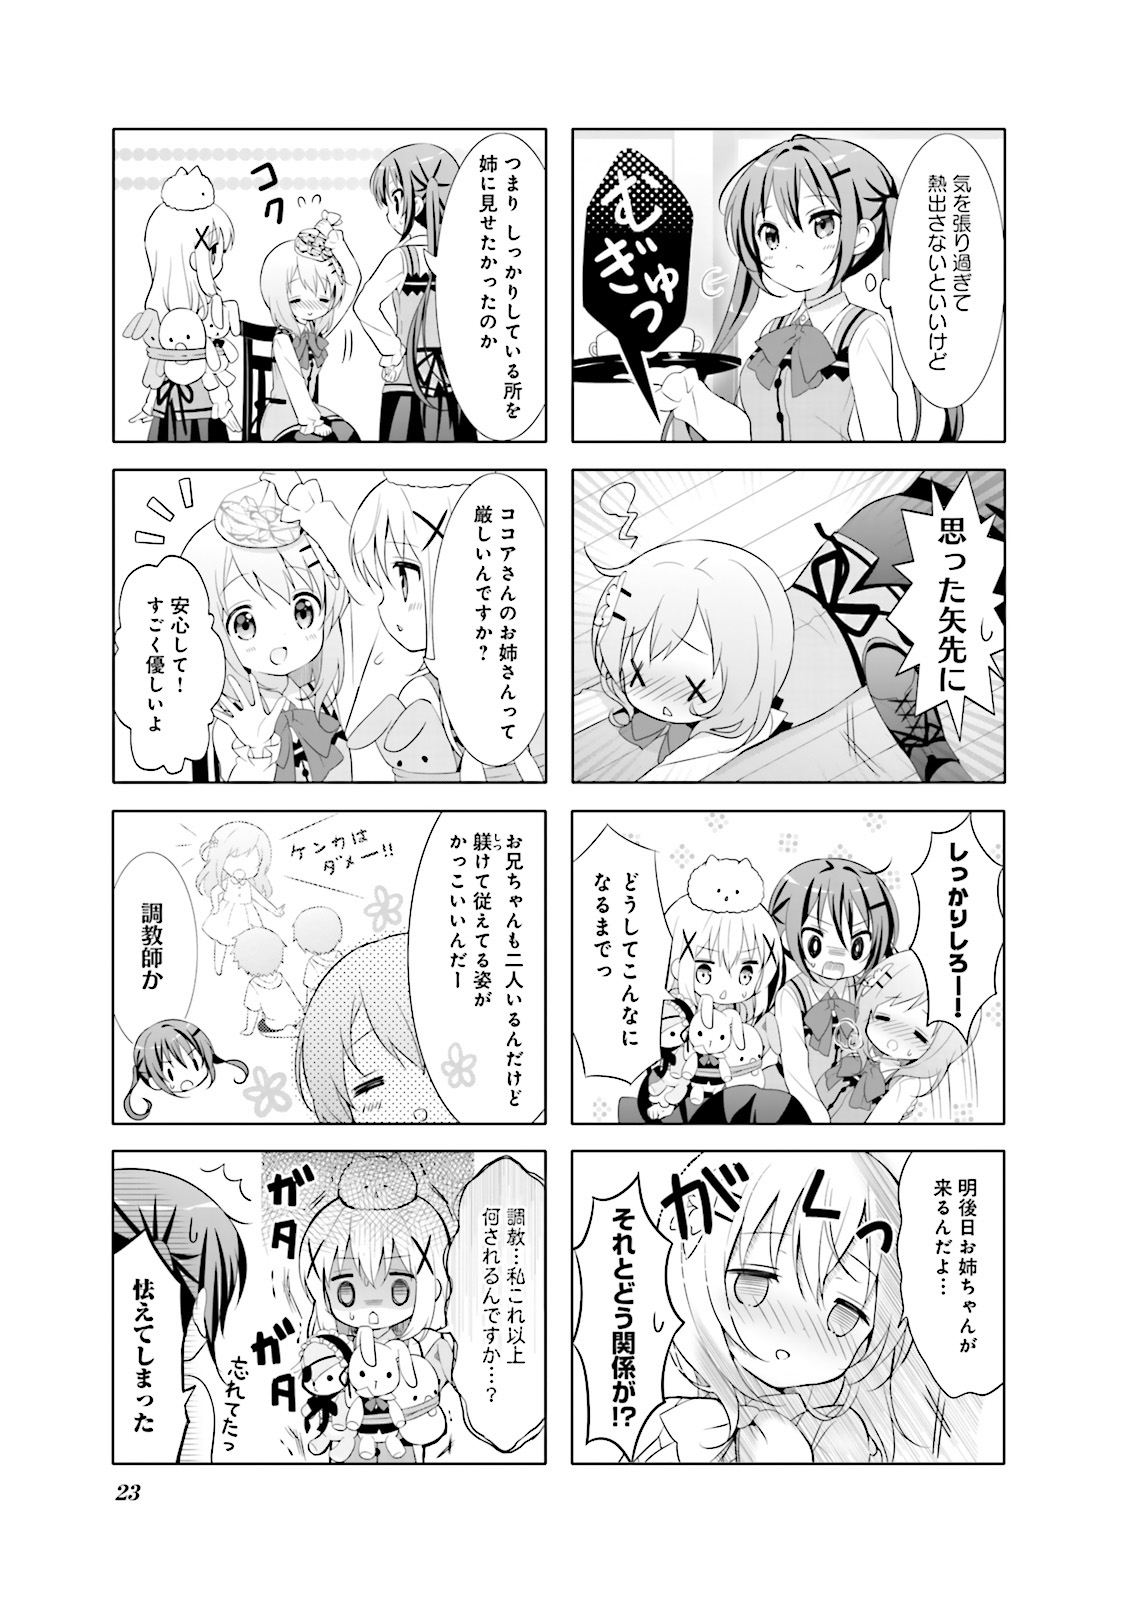 気を張り過ぎて
熱出さないといいけど
むぎゅっ
思った矢先に
しっかりしろー!
どうしてこんなに
なるまでっ
明後日お姉ちゃんが
来るんだよ…
がくっ
それとどう関係が!?
つまり しっかりしている所を
姉に見せたかったのか
コクッ
ココアさんのお姉さんって
厳しいんですか?
安心して!
すごく優しいよ
お兄ちゃんも二人いるんだけど
躾けて従えてる姿が
しつ
かっこいいんだー
ケンカは
ダメー!!
調教師か
調教…私これ以上
何されるんですか…?
ガタ
ガタ
怯えてしまった
忘れてたっ
23